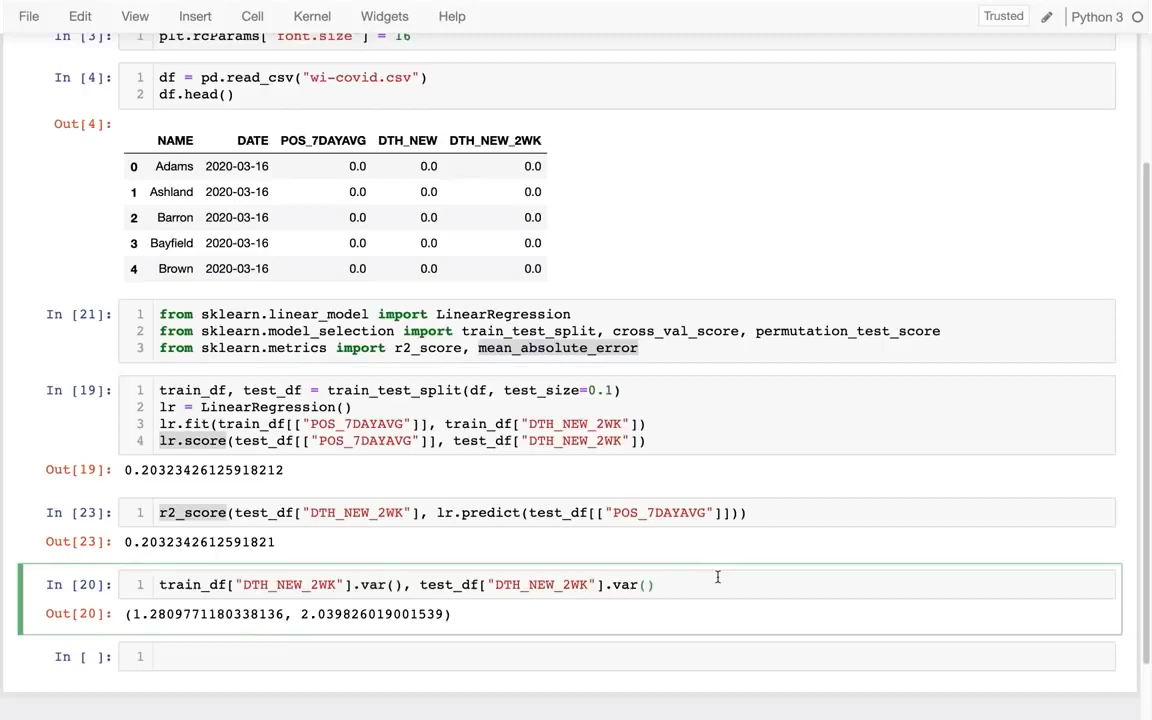 File Edit View Insert Cell Kernel Widgets Help Trusted Python 3
In [3]: 1 plt.rcParams["font.size"] = 16
In [4]: 1 df = pd.read_csv("wi-covid.csv")
2 df.head()
Out[4]:
NAME DATE POS_7DAYAVG DTH_NEW DTH_NEW_2WK
0 Adams 2020-03-16 0.0 0.0 0.0
1 Ashland 2020-03-16 0.0 0.0 0.0
2 Barron 2020-03-16 0.0 0.0 0.0
3 Bayfield 2020-03-16 0.0 0.0 0.0
4 Brown 2020-03-16 0.0 0.0 0.0
In [21]: 1 from sklearn.linear_model import LinearRegression
2 from sklearn.model_selection import train_test_split, cross_val_score, permutation_test_score
3 from sklearn.metrics import r2_score, mean_absolute_error
In [19]: 1 train_df, test_df = train_test_split(df, test_size=0.1)
2 lr = LinearRegression()
3 lr.fit(train_df[["POS_7DAYAVG"]], train_df["DTH_NEW_2WK"])
4 lr.score(test_df[["POS_7DAYAVG"]], test_df["DTH_NEW_2WK"])
Out[19]: 0.20323426125918212
In [23]: 1 r2_score(test_df["DTH_NEW_2WK"], lr.predict(test_df[["POS_7DAYAVG"]]))
Out[23]: 0.2032342612591821
In [20]: 1 train_df["DTH_NEW_2WK"].var(), test_df["DTH_NEW_2WK"].var()
Out[20]: (1.2809771180338136, 2.039826019001539)
In [ ]: 1